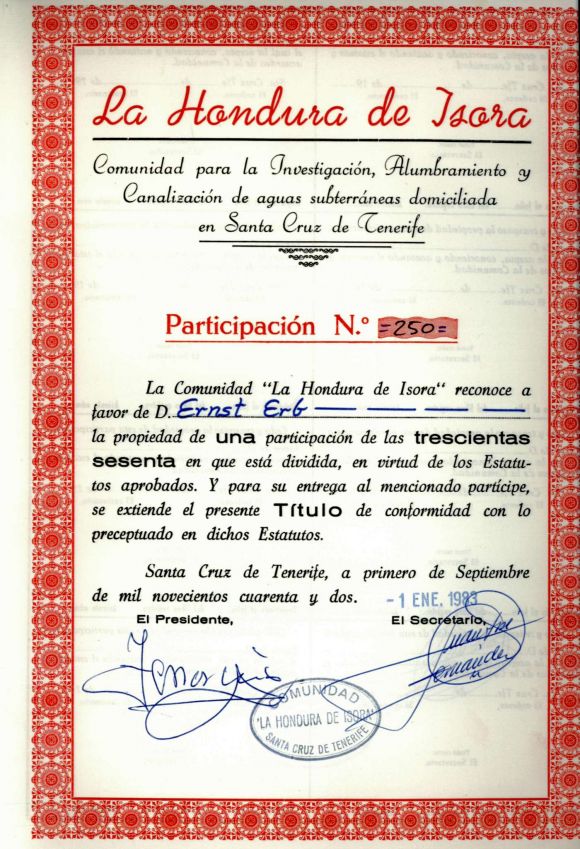 La Hondura de Isora
Comunidad para la Investigación, Alumbramiento y
Canalización de aguas subterráneas domiciliada
en Santa Cruz de Tenerife
Participación N.º =250=
La Comunidad "La Hondura de Isora" reconoce a
favor de D. Ernst Erb — — — — —
la propiedad de una participación de las trescientas
sesenta en que está dividida, en virtud de los Estatu-
tos aprobados. Y para su entrega al mencionado partícipe,
se extiende el presente Título de conformidad con lo
preceptuado en dichos Estatutos.
Santa Cruz de Tenerife, a primero de Septiembre
de mil novecientos cuarenta y dos. - 1 ENE. 1983
El Presidente, El Secretario,
COMUNIDAD
"LA HONDURA DE ISORA"
SANTA CRUZ DE TENERIFE